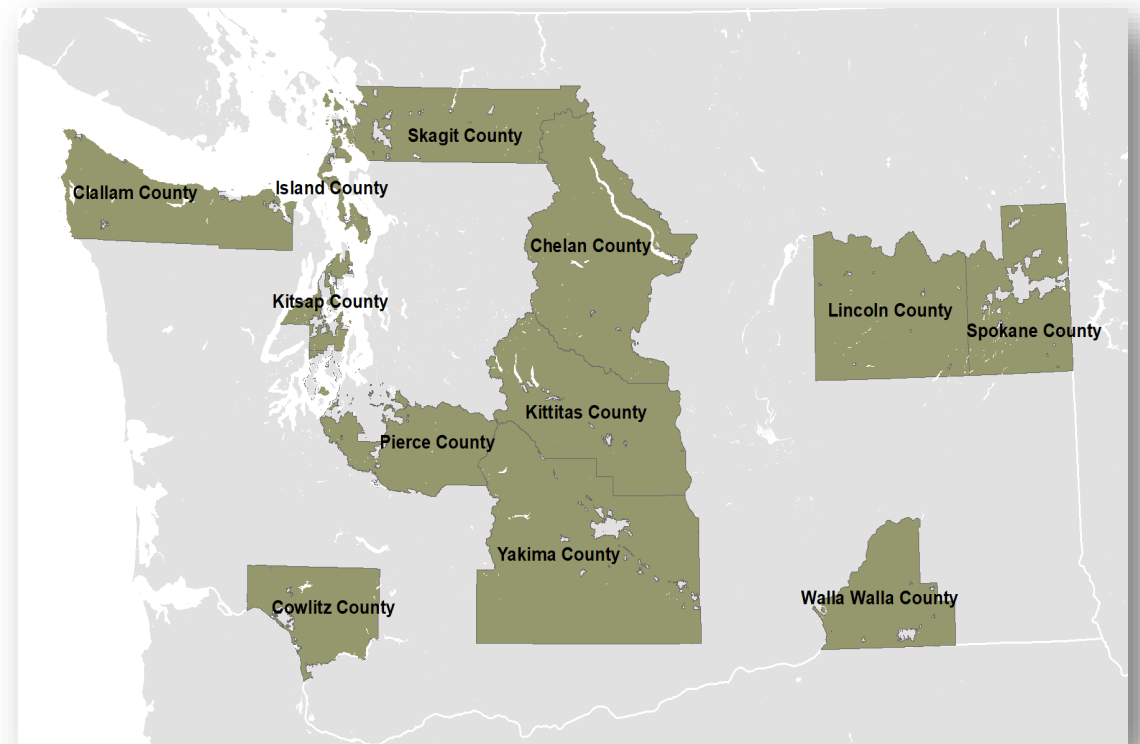 Skagit County
Island County
Clallam County
Chelan County
Kitsap County
Lincoln County
Spokane County
Kittitas County
Pierce County
Yakima County
Walla Walla County
Cowlitz County